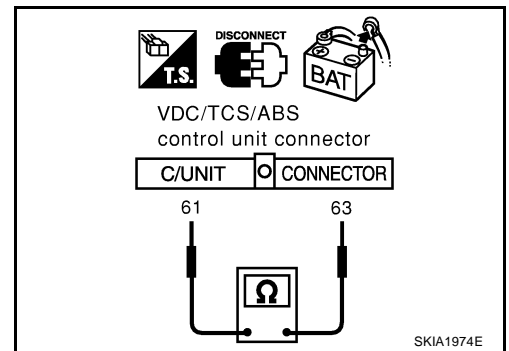 DISCONNECT
T.S.
BAT
VDC/TCS/ABS
control unit connector
C/UNIT CONNECTOR
61 63
Ω
SKIA1974E